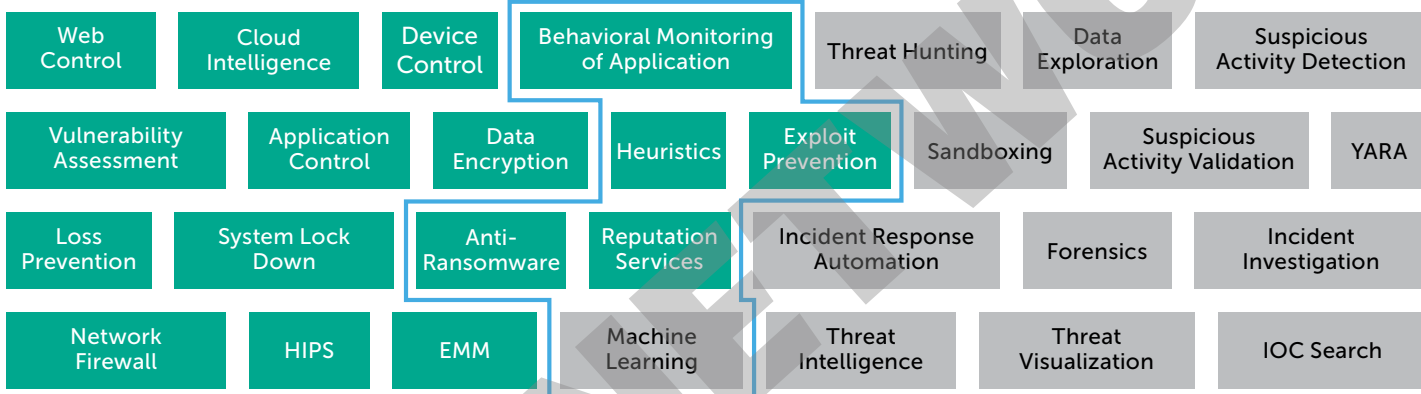 Web
Control
Cloud
Intelligence
Device
Control
Behavioral Monitoring
of Application
Threat Hunting
Data
Exploration
Suspicious
Activity Detection
Vulnerability
Assessment
Application
Control
Data
Encryption
Heuristics
Exploit
Prevention
Sandboxing
Suspicious
Activity Validation
YARA
Loss
Prevention
System Lock
Down
Anti-
Ransomware
Reputation
Services
Incident Response
Automation
Forensics
Incident
Investigation
Network
Firewall
HIPS
EMM
Machine
Learning
Threat
Intelligence
Threat
Visualization
IOC Search